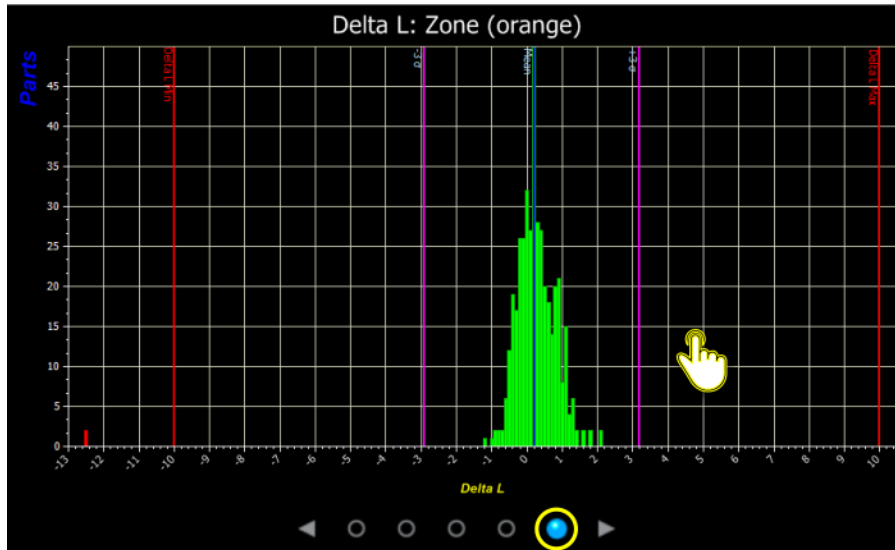 Delta L: Zone (orange)
Parts
Delta L Min
-3 σ
Mean
+3 σ
Delta L Max
45
40
35
30
25
20
15
10
5
0
-13 -12 -11 -10 -9 -8 -7 -6 -5 -4 -3 -2 -1 0 1 2 3 4 5 6 7 8 9 10
Delta L